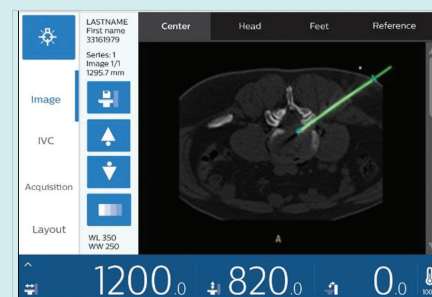 LASTNAME
First name
33161979
Series: 1
Image 1/1
1295.7 mm
Center
Head
Feet
Reference
Image
IVC
Acquisition
Layout
WL 350
WW 250
A
1200.0
820.0
0.0
100